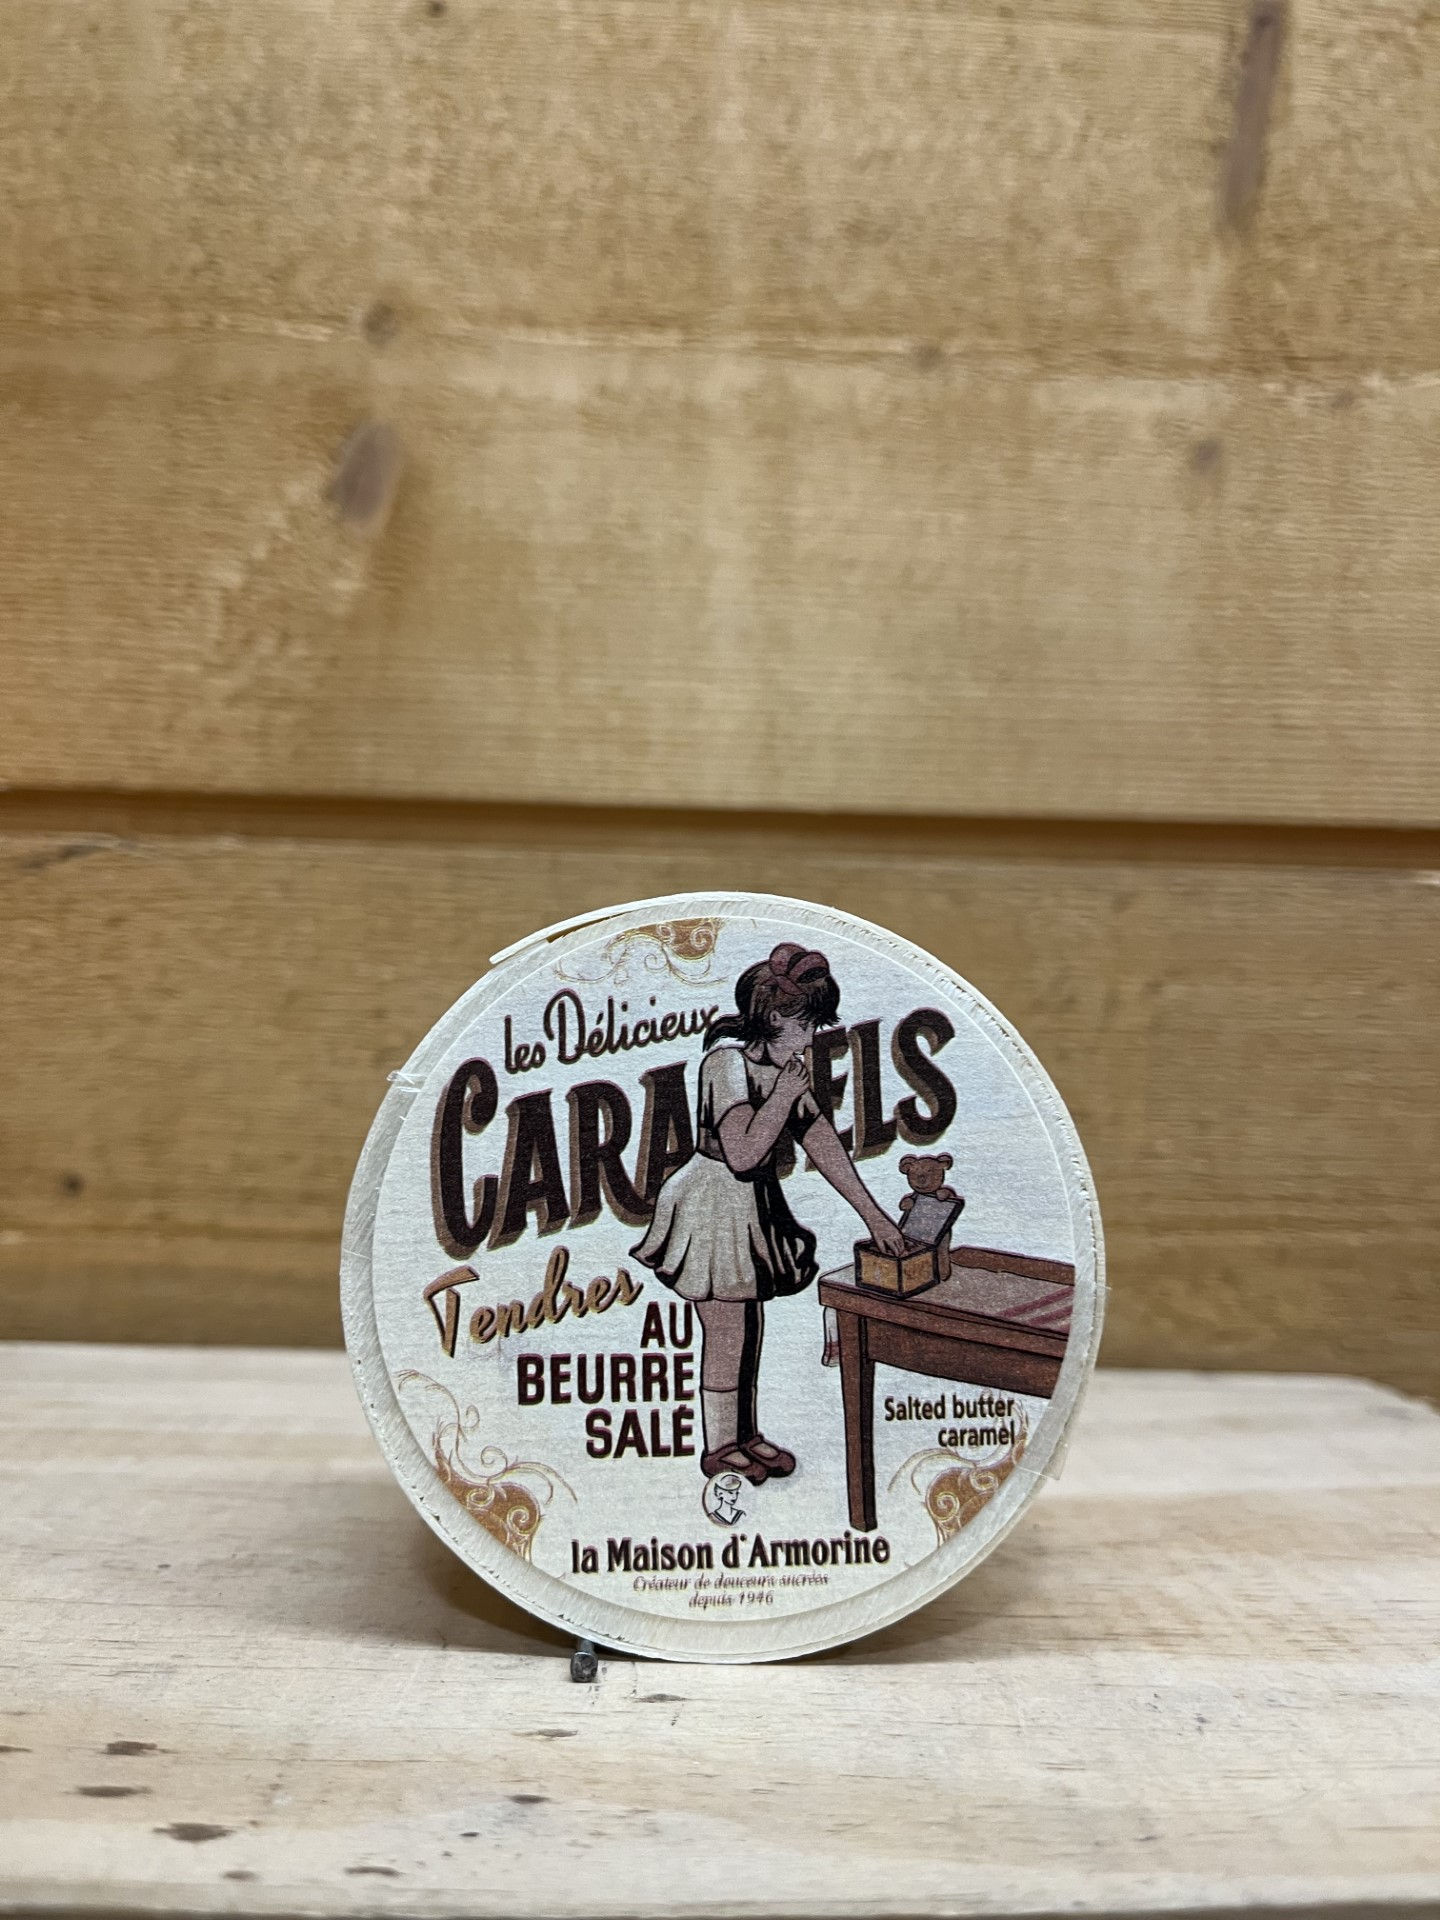 les Délicieux
CARAMELS
Tendres
AU
BEURRE
SALÉ
Salted butter
caramel
la Maison d'Armorine
Créateur de douceurs sucrées
depuis 1946